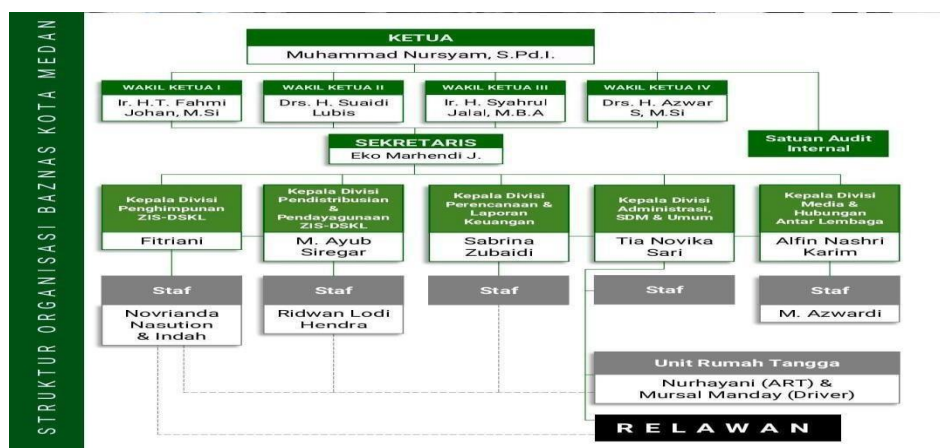 STRUKTUR ORGANISASI BAZNAS KOTA MEDAN
KETUA
Muhammad Nursyam, S.Pd.I.
WAKIL KETUA I
Ir. H.T. Fahmi
Johan, M.Si
WAKIL KETUA II
Drs. H. Suaidi
Lubis
WAKIL KETUA III
Ir. H. Syahrul
Jalal, M.B.A
WAKIL KETUA IV
Drs. H. Azwar
S, M.Si
Satuan Audit
Internal
SEKRETARIS
Eko Marhendi J.
Kepala Divisi
Penghimpunan
ZIS-DSKL
Fitriani
Kepala Divisi
Pendistribusian
&
Pendayagunaan
ZIS-DSKL
M. Ayub
Siregar
Kepala Divisi
Perencanaan &
Laporan
Keuangan
Sabrina
Zubaidi
Kepala Divisi
Administrasi,
SDM & Umum
Tia Novika
Sari
Kepala Divisi
Media &
Hubungan
Antar Lembaga
Alfin Nashri
Karim
Staf
Novrianda
Nasution
& Indah
Staf
Ridwan Lodi
Hendra
Staf
Staf
Staf
M. Azwardi
Unit Rumah Tangga
Nurhayani (ART) &
Mursal Manday (Driver)
RELAWAN